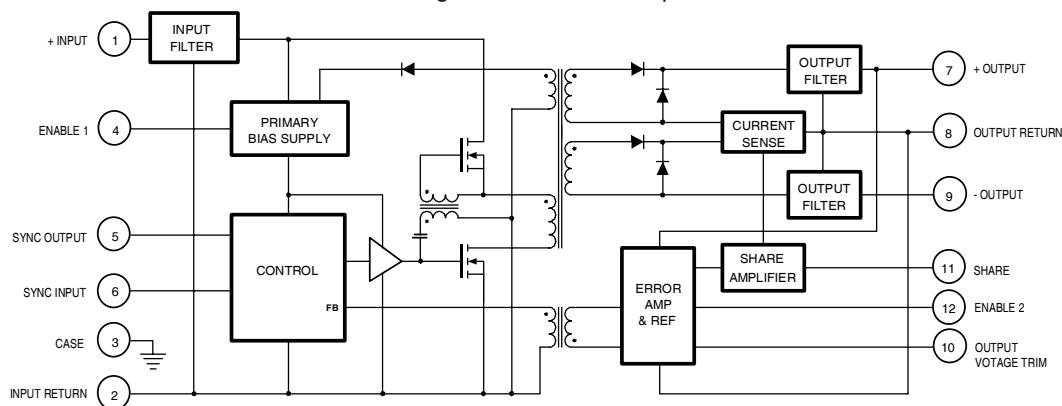 + INPUT
1
INPUT
FILTER
ENABLE 1
4
PRIMARY
BIAS SUPPLY
SYNC OUTPUT
5
SYNC INPUT
6
CONTROL
FB
CASE
3
INPUT RETURN
2
OUTPUT
FILTER
7
+ OUTPUT
CURRENT
SENSE
8
OUTPUT RETURN
OUTPUT
FILTER
9
- OUTPUT
ERROR
AMP
& REF
SHARE
AMPLIFIER
11
SHARE
12
ENABLE 2
10
OUTPUT
VOTAGE TRIM